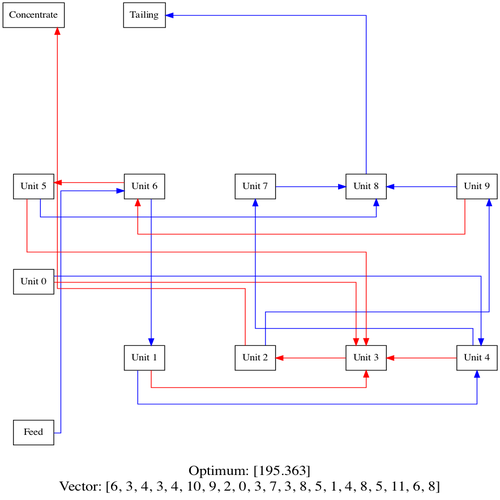 Concentrate Tailing
Unit 5 Unit 6 Unit 7 Unit 8 Unit 9
Unit 0
Unit 1 Unit 2 Unit 3 Unit 4
Feed
Optimum: [195.363]
Vector: [6, 3, 4, 3, 4, 10, 9, 2, 0, 3, 7, 3, 8, 5, 1, 4, 8, 5, 11, 6, 8]